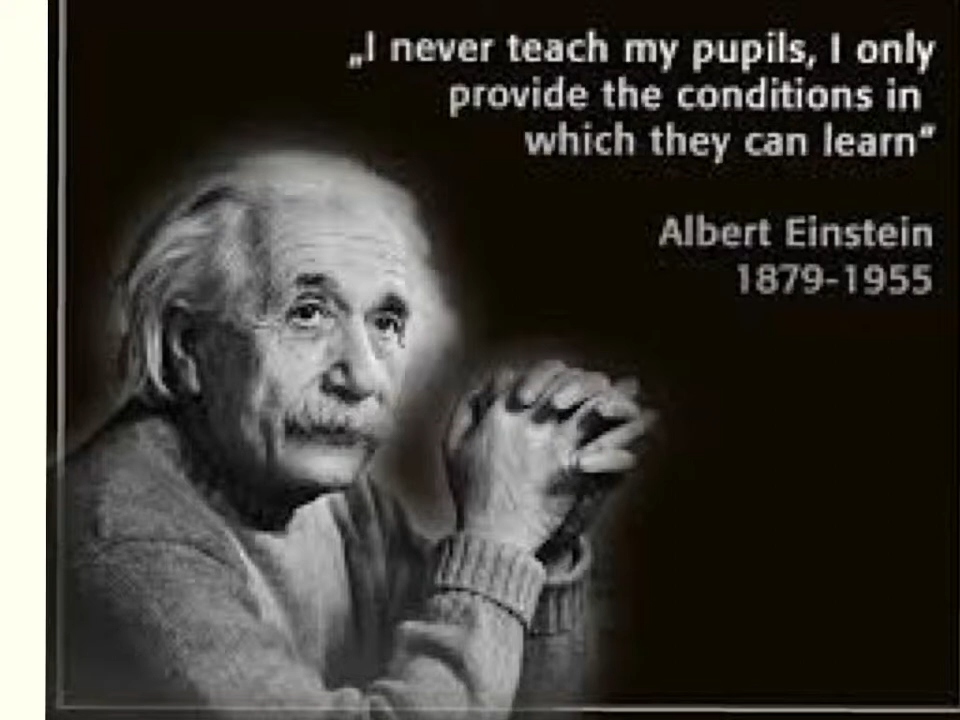 „I never teach my pupils, I only
provide the conditions in
which they can learn”
Albert Einstein
1879-1955